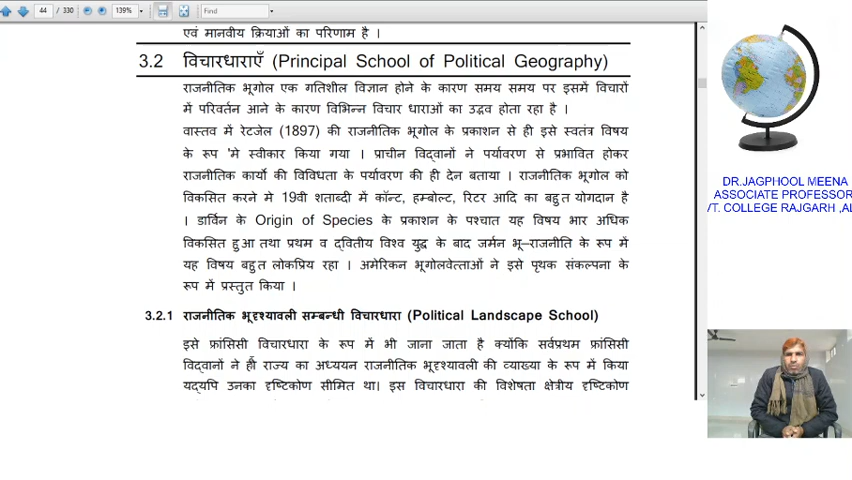 44 / 330
139%
Find
एवं मानवीय क्रियाओं का परिणाम है ।
3.2 विचारधाराएँ (Principal School of Political Geography)
राजनीतिक भूगोल एक गतिशील विज्ञान होने के कारण समय समय पर इसमें विचारों
में परिवर्तन आने के कारण विभिन्न विचार धाराओं का उद्भव होता रहा है ।
वास्तव में रेटजेल (1897) की राजनीतिक भूगोल के प्रकाशन से ही इसे स्वतंत्र विषय
के रूप 'मे स्वीकार किया गया । प्राचीन विद्वानों ने पर्यावरण से प्रभावित होकर
राजनीतिक कार्यो की विविधता के पर्यावरण की ही देन बताया । राजनीतिक भूगोल को
विकसित करने मे 19वी शताब्दी में कॉन्ट, हम्बोल्ट, रिटर आदि का बहुत योगदान है
। डार्विन के Origin of Species के प्रकाशन के पश्चात यह विषय भार अधिक
विकसित हुआ तथा प्रथम व द्वितीय विश्व युद्ध के बाद जर्मन भू–राजनीति के रूप में
यह विषय बहुत लोकप्रिय रहा । अमेरिकन भूगोलवेत्ताओं ने इसे पृथक संकल्पना के
रूप में प्रस्तुत किया ।
3.2.1 राजनीतिक भूदृश्यावली सम्बन्धी विचारधारा (Political Landscape School)
इसे फ्रांसिसी विचारधारा के रूप में भी जाना जाता है क्योंकि सर्वप्रथम फ्रांसिसी
विद्वानों ने ही राज्य का अध्ययन राजनीतिक भूदृश्यावली की व्याख्या के रूप में किया
यद्यपि उनका दृष्टिकोण सीमित था। इस विचारधारा की विशेषता क्षेत्रीय दृष्टिकोण
DR.JAGPHOOL MEENA
ASSOCIATE PROFESSOR
VT. COLLEGE RAJGARH ,AL